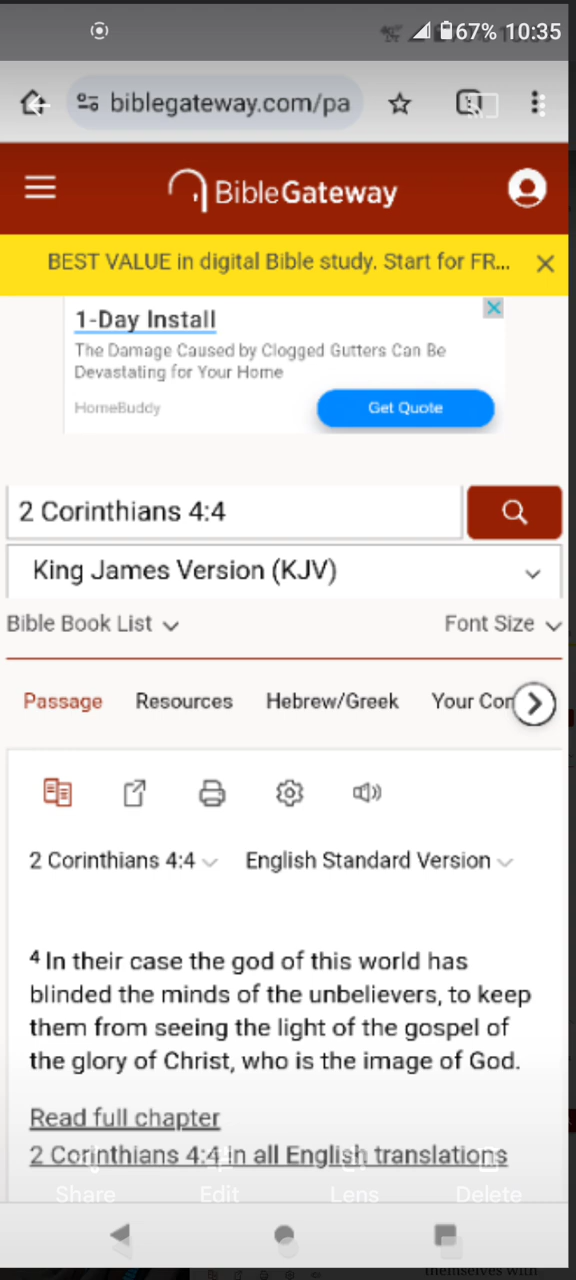 67% 10:35
biblegateway.com/pa
BibleGateway
BEST VALUE in digital Bible study. Start for FR...
1-Day Install
The Damage Caused by Clogged Gutters Can Be
Devastating for Your Home
HomeBuddy
Get Quote
2 Corinthians 4:4
King James Version (KJV)
Bible Book List Font Size
Passage Resources Hebrew/Greek Your Con
2 Corinthians 4:4 English Standard Version
4 In their case the god of this world has
blinded the minds of the unbelievers, to keep
them from seeing the light of the gospel of
the glory of Christ, who is the image of God.
Read full chapter
2 Corinthians 4:4 in all English translations
Share Edit Lens Delete
themselves with